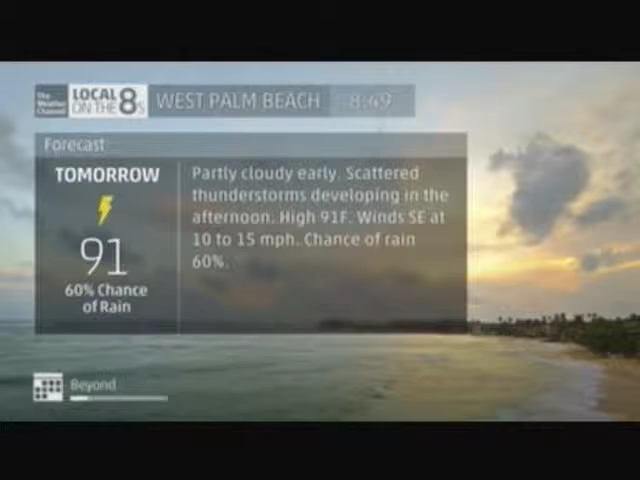 The
Weather
Channel
LOCAL
ON THE 8s
WEST PALM BEACH 8:49
Forecast
TOMORROW
91
60% Chance
of Rain
Partly cloudy early. Scattered
thunderstorms developing in the
afternoon. High 91F. Winds SE at
10 to 15 mph. Chance of rain
60%.
Beyond